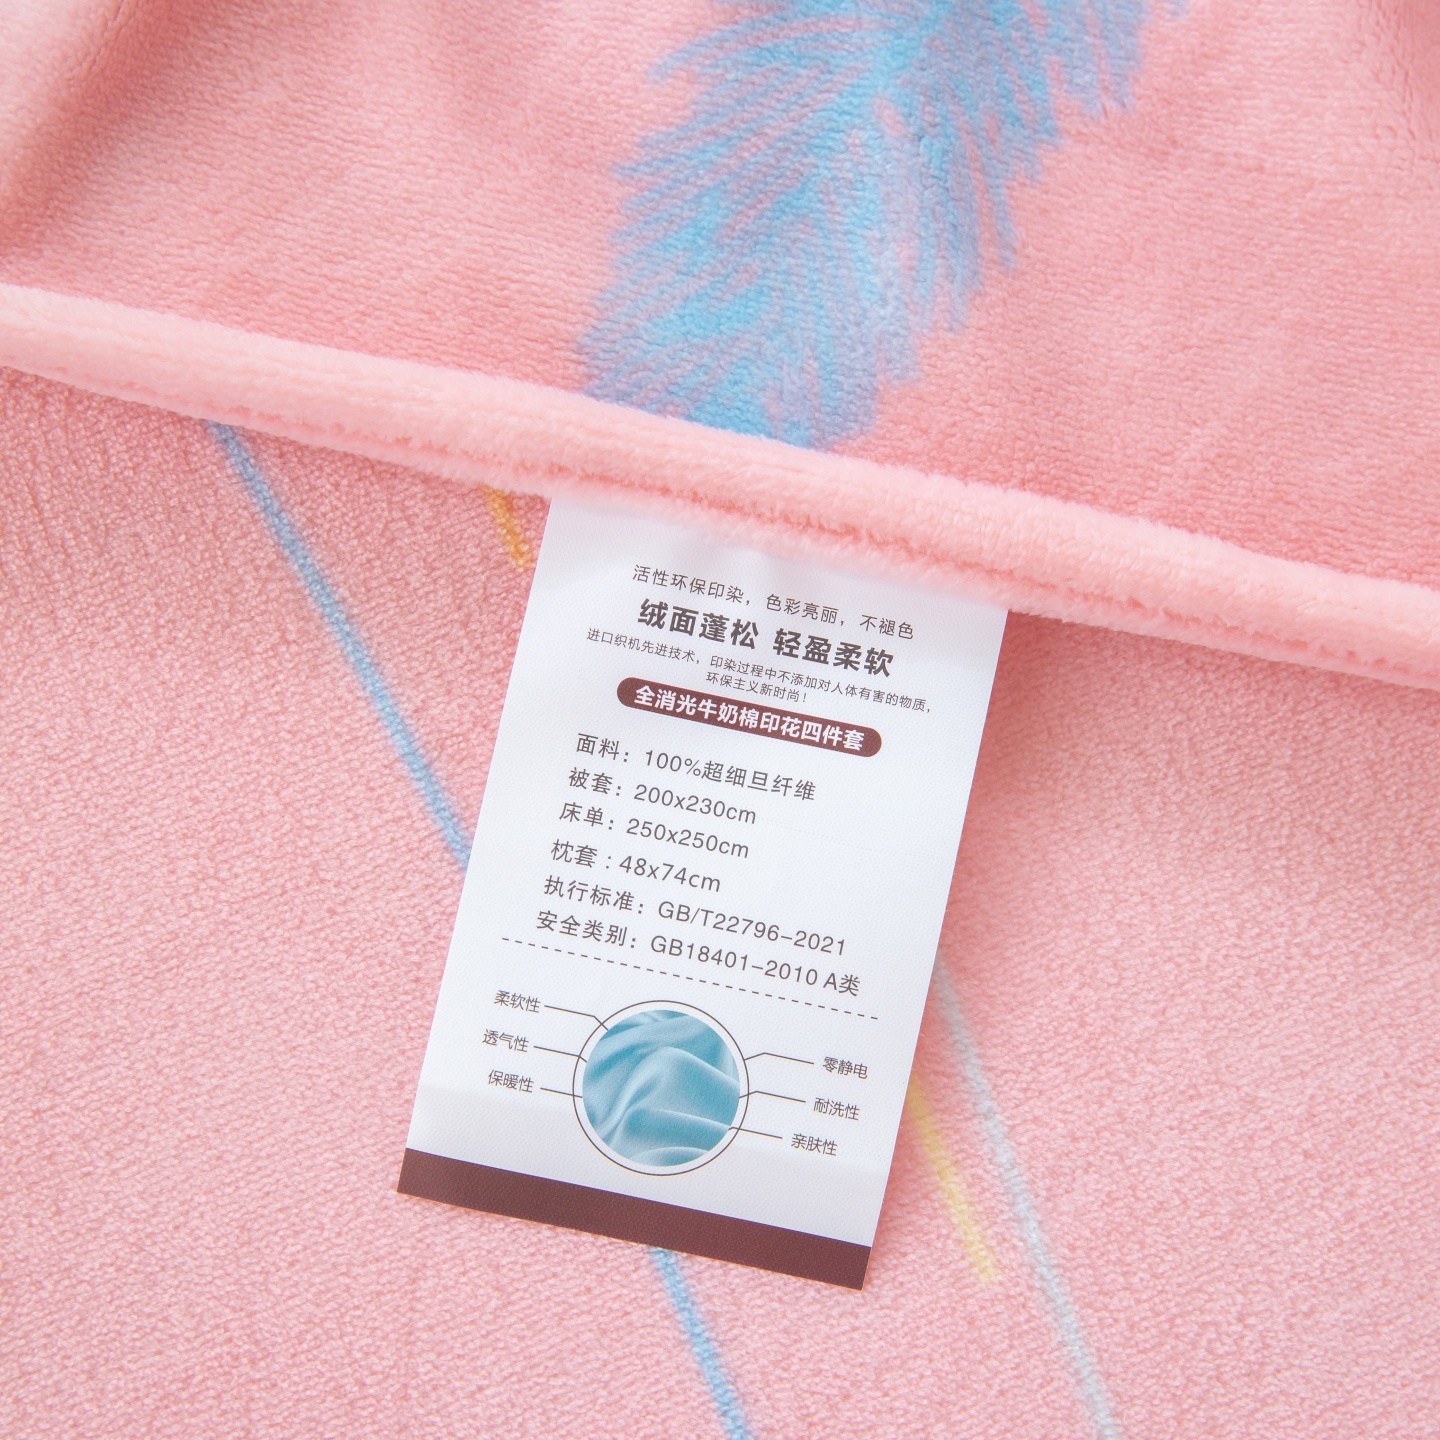 活性环保印染，色彩亮丽，不褪色
绒面蓬松 轻盈柔软
进口织机先进技术，印染过程中不添加对人体有害的物质，
环保主义新时尚！
全消光牛奶棉印花四件套
面料：100%超细旦纤维
被套：200x230cm
床单：250x250cm
枕套：48x74cm
执行标准：GB/T22796-2021
安全类别：GB18401-2010 A类
柔软性
透气性
保暖性
零静电
耐洗性
亲肤性